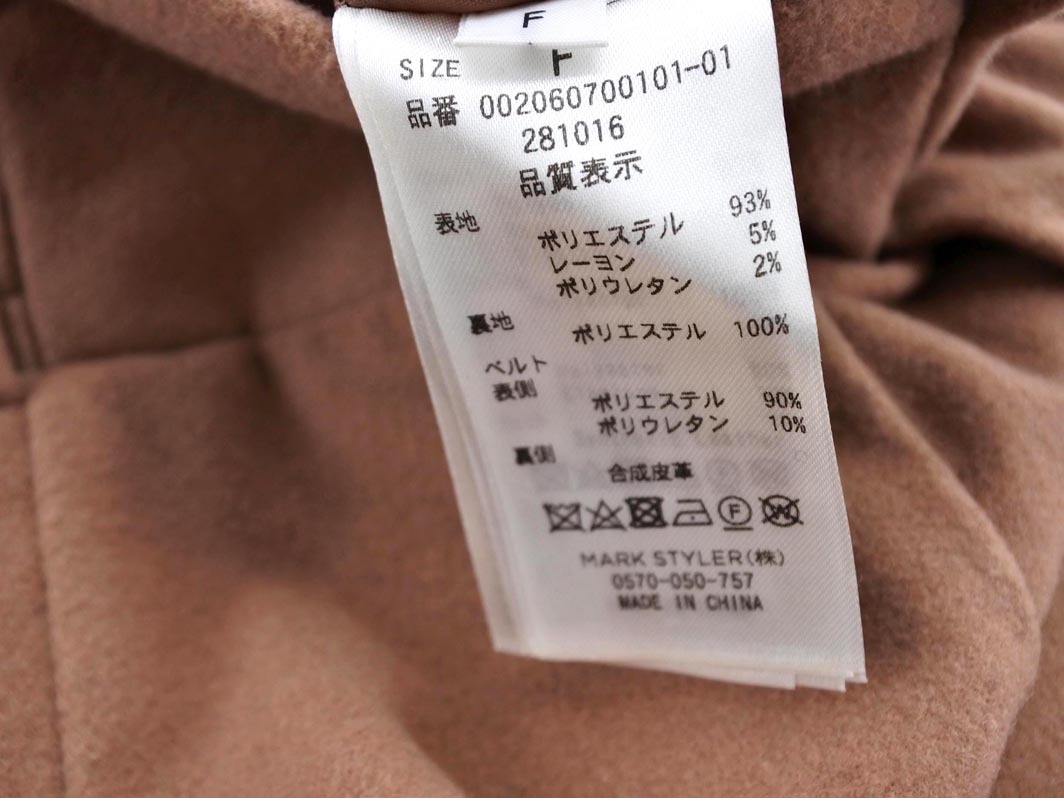 F
SIZE F
品番 002060700101-01
281016
品質表示
表地
ポリエステル 93%
レーヨン 5%
ポリウレタン 2%
裏地 ポリエステル 100%
ベルト
表側
ポリエステル 90%
ポリウレタン 10%
裏側
合成皮革
F W
MARK STYLER(株)
0570-050-757
MADE IN CHINA